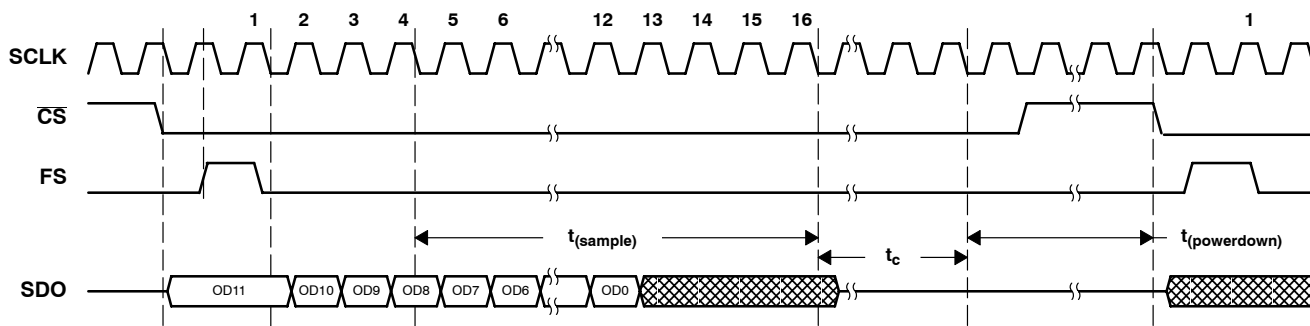 1 2 3 4 5 6 12 13 14 15 16 1
SCLK
CS
FS
t(sample)
t(powerdown)
tc
SDO OD11 OD10 OD9 OD8 OD7 OD6 OD0